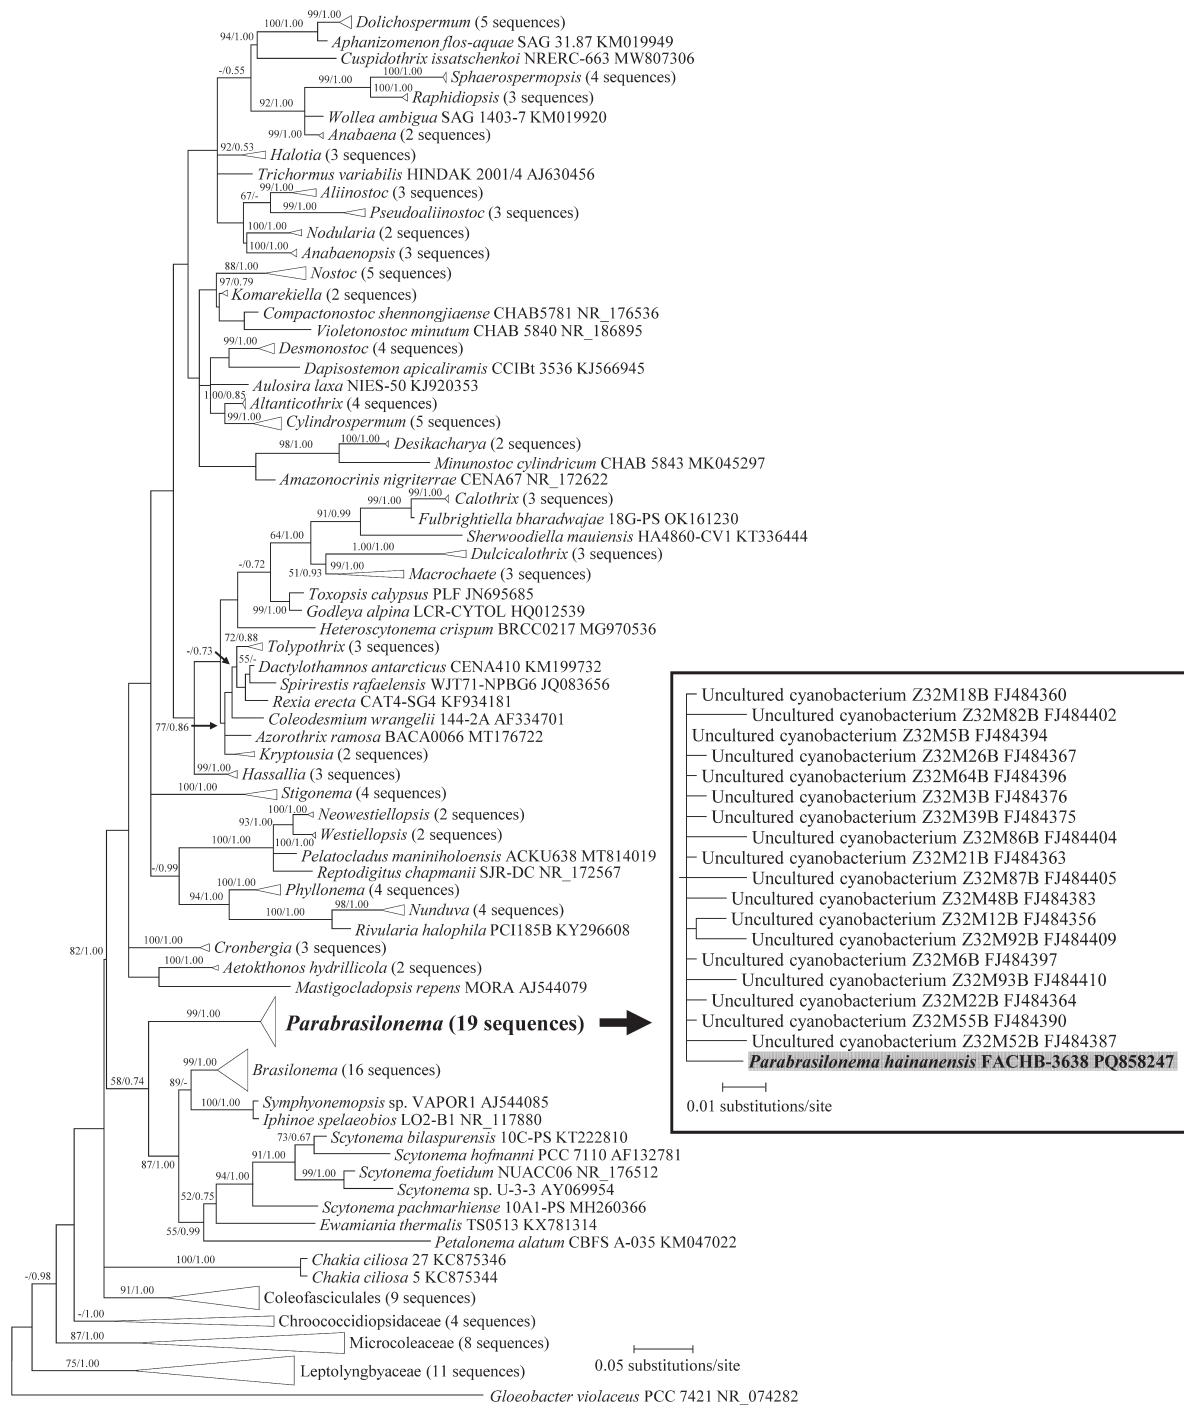 99/1.00
Dolichospermum (5 sequences)
100/1.00
94/1.00
Aphanizomenon flos-aquae SAG 31.87 KM019949
Cuspidothrix issatschenkoi NRERC-663 MW807306
-/0.55
100/1.00
Sphaerospermopsis (4 sequences)
99/1.00
100/1.00
Raphidiopsis (3 sequences)
92/1.00
Wollea ambigua SAG 1403-7 KM019920
99/1.00
Anabaena (2 sequences)
92/0.53
Halotia (3 sequences)
Trichormus variabilis HINDAK 2001/4 AJ630456
99/1.00
Aliinostoc (3 sequences)
67/-
99/1.00
Pseudoaliinostoc (3 sequences)
100/1.00
Nodularia (2 sequences)
100/1.00
Anabaenopsis (3 sequences)
88/1.00
Nostoc (5 sequences)
97/0.79
Komarekiella (2 sequences)
Compactonostoc shennongjiaense CHAB5781 NR_176536
Violetonostoc minutum CHAB 5840 NR_186895
99/1.00
Desmonostoc (4 sequences)
Dapisostemon apicaliramis CCIBt 3536 KJ566945
Aulosira laxa NIES-50 KJ920353
1.00/0.85
Altanticothrix (4 sequences)
99/1.00
Cylindrospermum (5 sequences)
100/1.00
Desikacharya (2 sequences)
98/1.00
Minunostoc cylindricum CHAB 5843 MK045297
Amazonocrinis nigriterrae CENA67 NR_172622
99/1.00
Calothrix (3 sequences)
99/1.00
Fulbrightiella bharadwajae 18G-PS OK161230
91/0.99
Sherwoodiella mauiensis HA4860-CV1 KT336444
64/1.00
1.00/1.00
Dulcicalothrix (3 sequences)
-/0.72
99/1.00
51/0.93
Macrochaete (3 sequences)
Toxopsis calypsus PLF JN695685
99/1.00
Godleya alpina LCR-CYTOL HQ012539
Heteroscytonema crispum BRCC0217 MG970536
72/0.88
Tolypothrix (3 sequences)
-/0.73
55/-
Dactylothamnos antarcticus CENA410 KM199732
Spirirestis rafaelensis WJT71-NPBG6 JQ083656
Rexia erecta CAT4-SG4 KF934181
Coleodesmium wrangelii 144-2A AF334701
77/0.86
Azorothrix ramosa BACA0066 MT176722
Kryptousia (2 sequences)
99/1.00
Hassallia (3 sequences)
100/1.00
Stigonema (4 sequences)
100/1.00
Neowestiellopsis (2 sequences)
93/1.00
100/1.00
Westiellopsis (2 sequences)
100/1.00
Pelatocladus maniniholoensis ACKU638 MT814019
-/0.99
Reptodigitus chapmanii SJR-DC NR_172567
100/1.00
Phyllonema (4 sequences)
94/1.00
98/1.00
100/1.00
Nunduva (4 sequences)
Rivularia halophila PCI185B KY296608
100/1.00
Cronbergia (3 sequences)
82/1.00
100/1.00
Aetokthonos hydrillicola (2 sequences)
Mastigocladopsis repens MORA AJ544079
99/1.00
Parabrasilonema (19 sequences)
99/1.00
Brasilonema (16 sequences)
58/0.74
89/-
100/1.00
Symphyonemopsis sp. VAPOR1 AJ544085
Iphinoe spelaeobios LO2-B1 NR_117880
73/0.67
Scytonema bilaspurensis 10C-PS KT222810
91/1.00
Scytonema hofmanni PCC 7110 AF132781
87/1.00
94/1.00
99/1.00
Scytonema foetidum NUACC06 NR_176512
Scytonema sp. U-3-3 AY069954
52/0.75
Scytonema pachmarhiense 10A1-PS MH260366
Ewamiania thermalis TS0513 KX781314
55/0.99
Petalonema alatum CBFS A-035 KM047022
100/1.00
Chakia ciliosa 27 KC875346
Chakia ciliosa 5 KC875344
-/0.98
91/1.00
Coleofasciculales (9 sequences)
-/1.00
Chroococcidiopsidaceae (4 sequences)
87/1.00
Microcoleaceae (8 sequences)
75/1.00
Leptolyngbyaceae (11 sequences)
0.05 substitutions/site
Gloeobacter violaceus PCC 7421 NR_074282
Uncultured cyanobacterium Z32M18B FJ484360
Uncultured cyanobacterium Z32M82B FJ484402
Uncultured cyanobacterium Z32M5B FJ484394
Uncultured cyanobacterium Z32M26B FJ484367
Uncultured cyanobacterium Z32M64B FJ484396
Uncultured cyanobacterium Z32M3B FJ484376
Uncultured cyanobacterium Z32M39B FJ484375
Uncultured cyanobacterium Z32M86B FJ484404
Uncultured cyanobacterium Z32M21B FJ484363
Uncultured cyanobacterium Z32M87B FJ484405
Uncultured cyanobacterium Z32M48B FJ484383
Uncultured cyanobacterium Z32M12B FJ484356
Uncultured cyanobacterium Z32M92B FJ484409
Uncultured cyanobacterium Z32M6B FJ484397
Uncultured cyanobacterium Z32M93B FJ484410
Uncultured cyanobacterium Z32M22B FJ484364
Uncultured cyanobacterium Z32M55B FJ484390
Uncultured cyanobacterium Z32M52B FJ484387
Parabrasilonema hainanensis FACHB-3638 PQ858247
0.01 substitutions/site